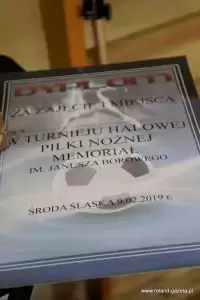 DYPLOM
ZA ZAJĘCIE I MIEJSCA
DLA
W TURNIEJU HALOWEJ
PIŁKI NOŻNEJ
MEMORIAŁ
IM. JANUSZA BOROWEGO
ŚRODA ŚLĄSKA 9.02.2019 r.
www.roland-gazeta.pl